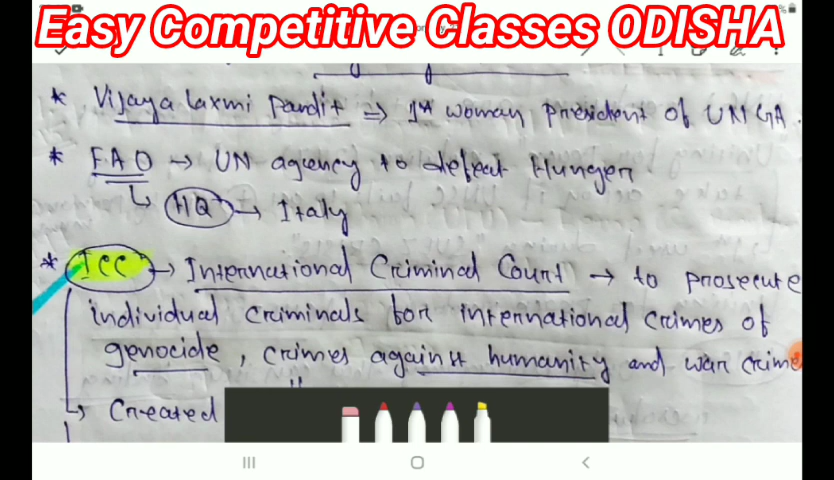 Easy Competitive Classes ODISHA
* Vijaya Laxmi Pandit ⇒ 1st woman President of UNGA.
* FAO → UN agency to defeat Hunger
↳ HQ → Italy
* ICC → International Criminal Court → to prosecute
individual criminals for international crimes of
genocide, crimes against humanity and war crime
↳ Created